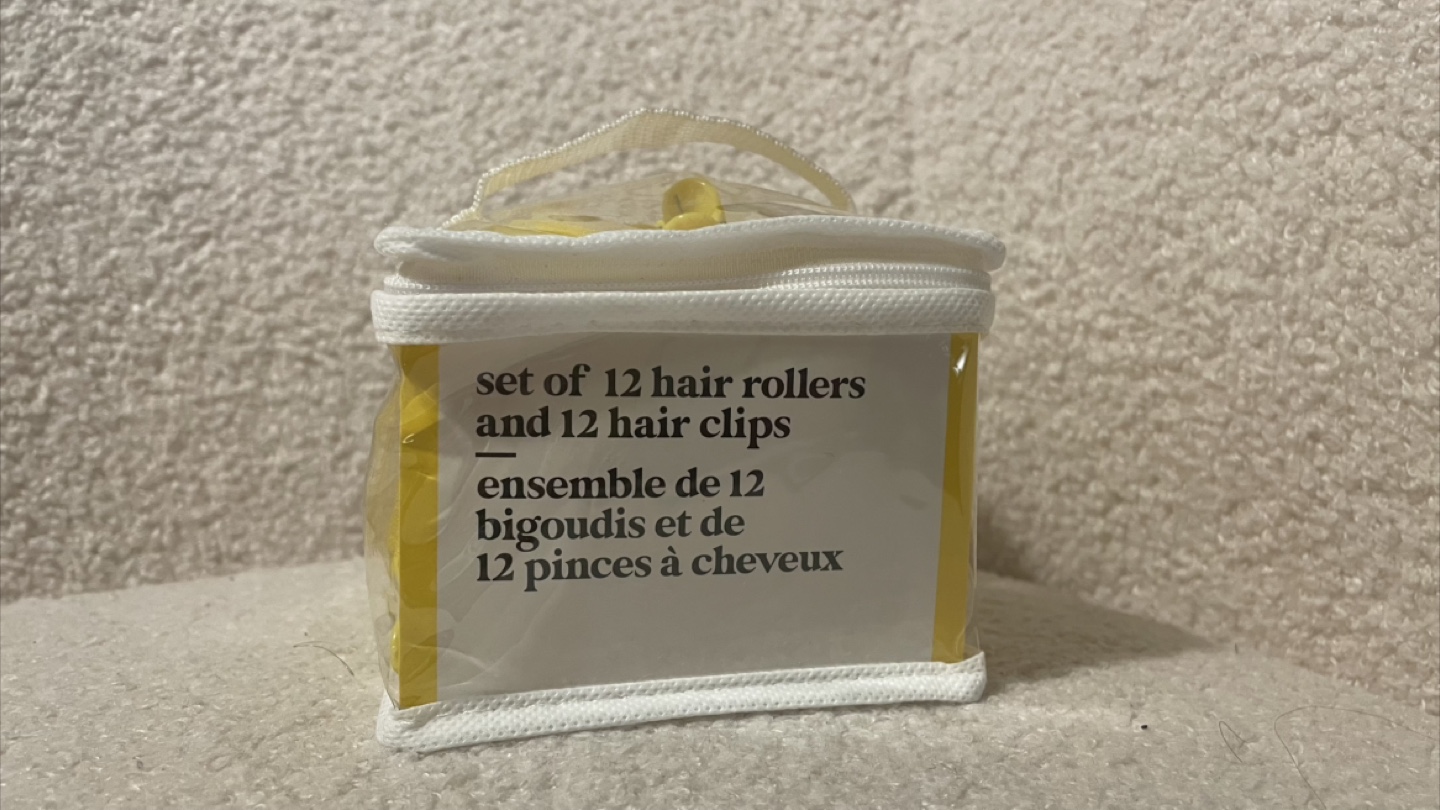 set of 12 hair rollers
and 12 hair clips
ensemble de 12
bigoudis et de
12 pinces à cheveux